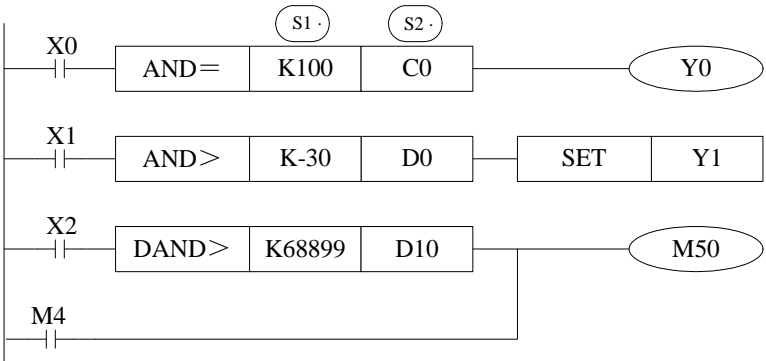 S1· S2·
X0
AND＝ K100 C0 Y0
X1
AND＞ K-30 D0 SET Y1
X2
DAND＞ K68899 D10 M50
M4